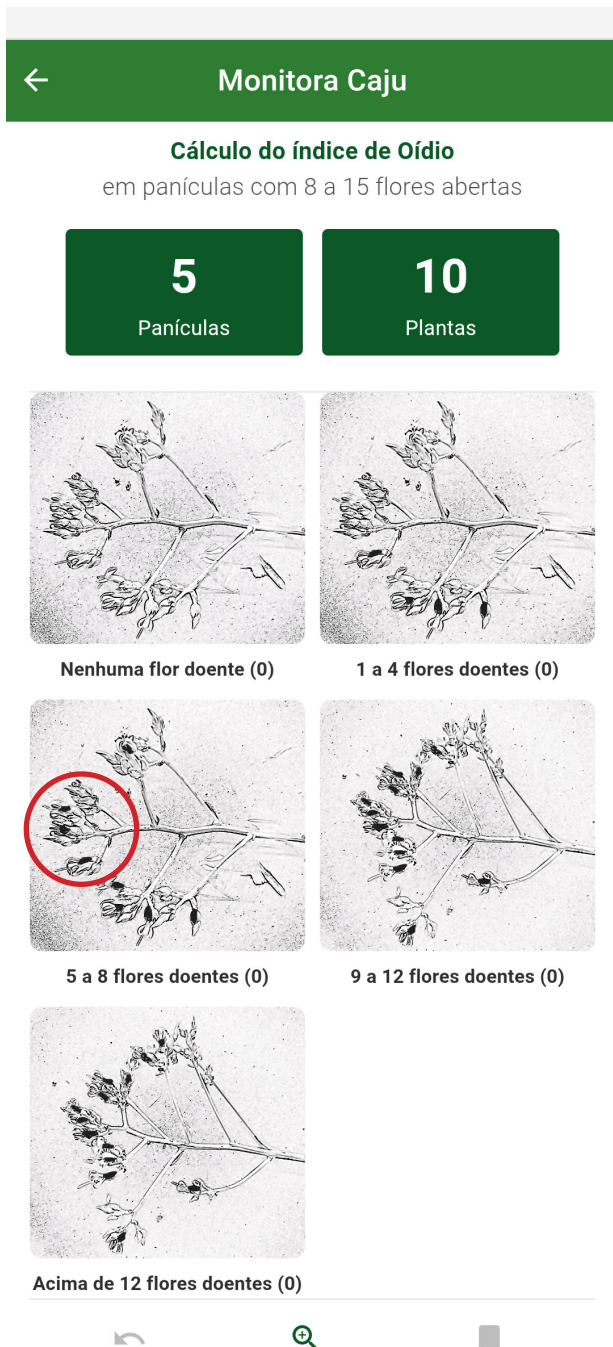 Monitora Caju
Cálculo do índice de Oídio
em panículas com 8 a 15 flores abertas
5
Panículas
10
Plantas
Nenhuma flor doente (0)
1 a 4 flores doentes (0)
5 a 8 flores doentes (0)
9 a 12 flores doentes (0)
Acima de 12 flores doentes (0)